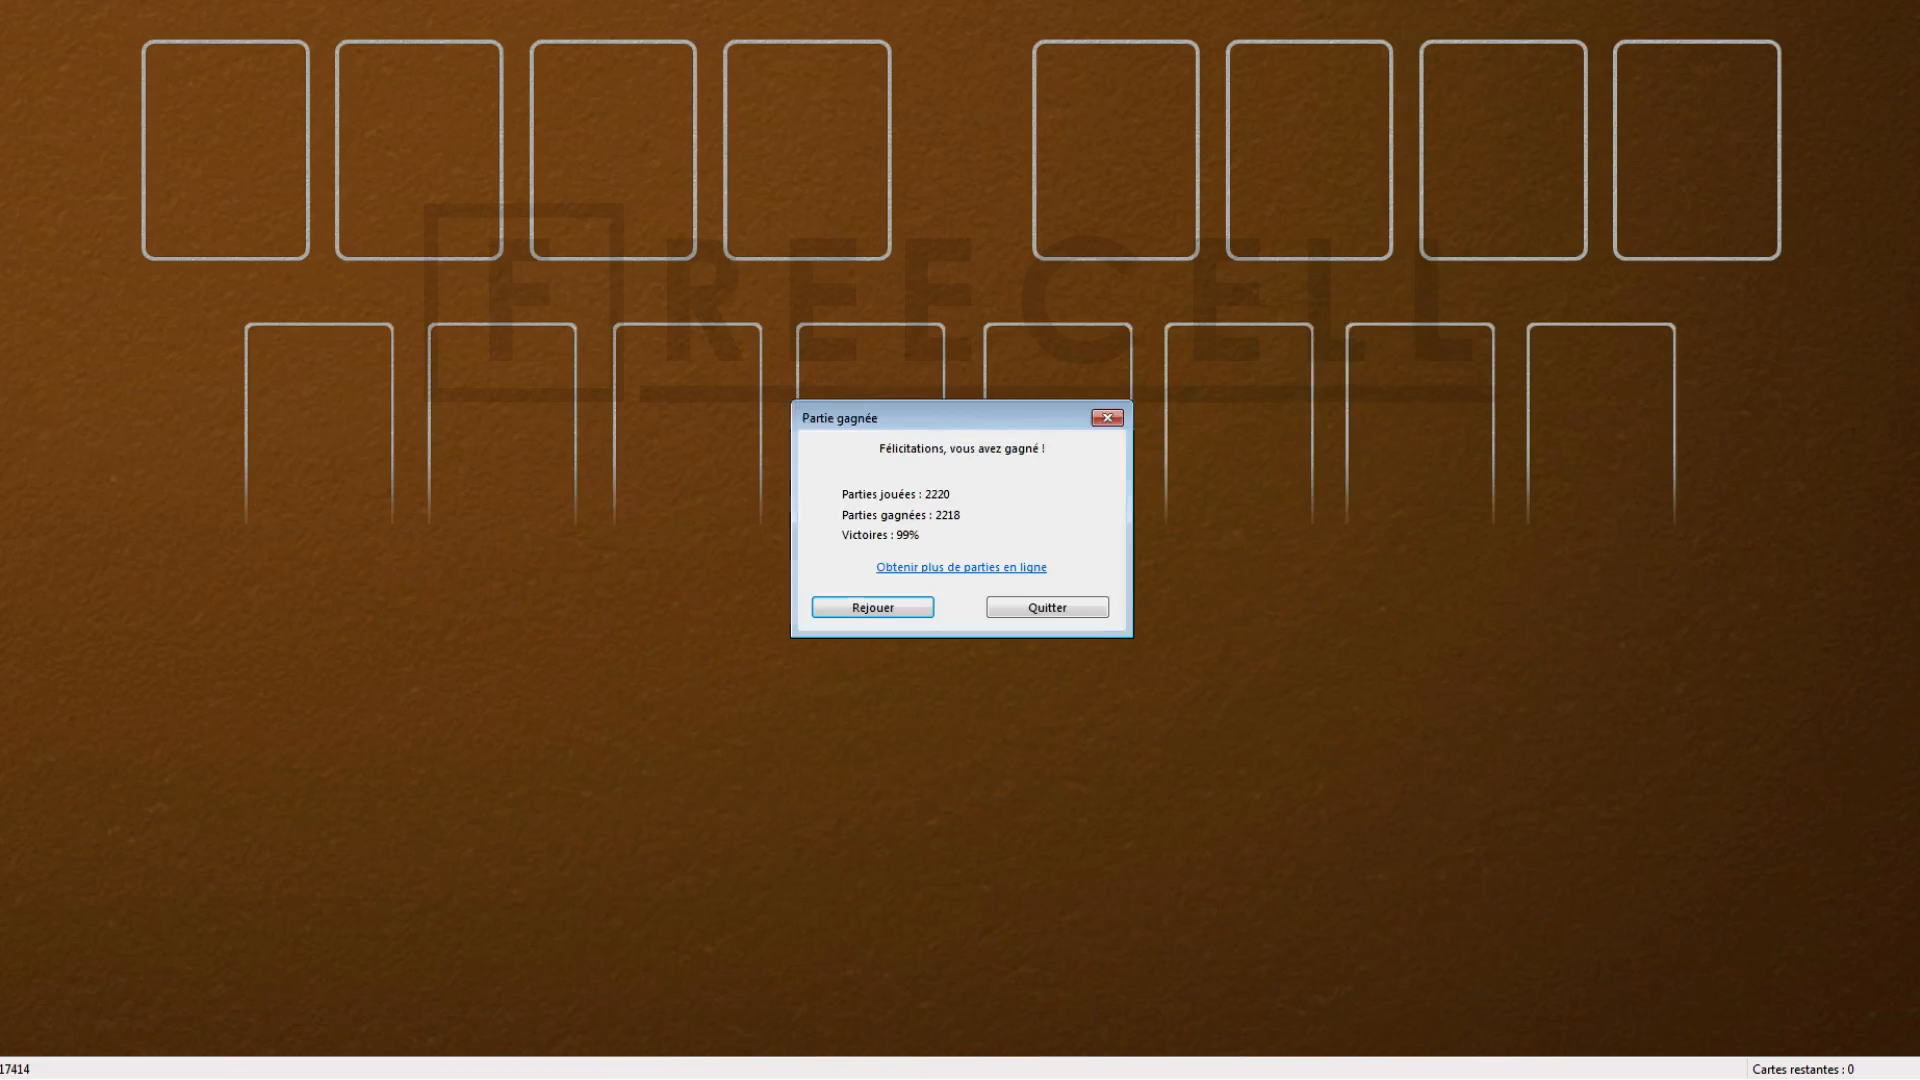 FREECELL
Partie gagnée
Félicitations, vous avez gagné !
Parties jouées : 2220
Parties gagnées : 2218
Victoires : 99%
Obtenir plus de parties en ligne
Rejouer
Quitter
17414
Cartes restantes : 0